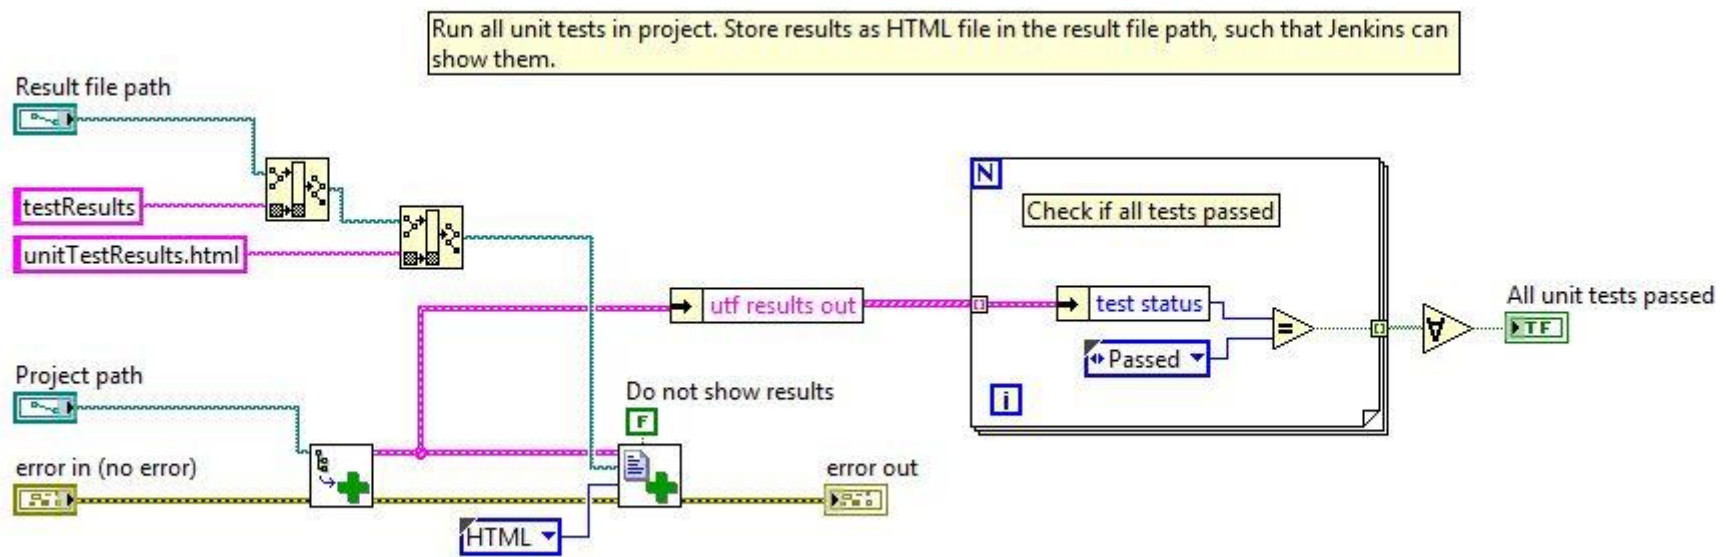 Run all unit tests in project. Store results as HTML file in the result file path, such that Jenkins can
show them.
Result file path
testResults
unitTestResults.html
N
Check if all tests passed
utf results out
test status
Passed
=
∀
All unit tests passed
TF
i
Project path
Do not show results
F
error in (no error)
error out
HTML